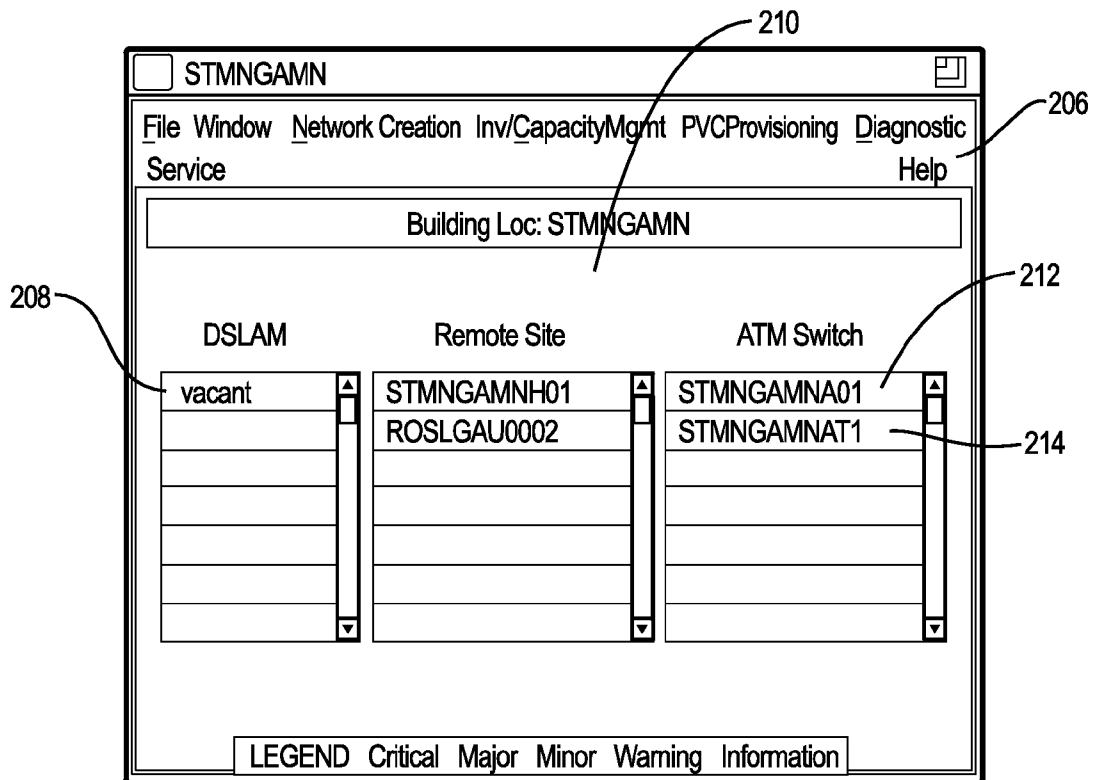 210
STMNGAMN
206
File Window Network Creation Inv/CapacityMgmt PVCProvisioning Diagnostic
Service Help
Building Loc: STMNGAMN
212
208
DSLAM Remote Site ATM Switch
vacant STMNGAMNH01 STMNGAMNA01
ROSLGAU0002 STMNGAMNAT1
214
LEGEND Critical Major Minor Warning Information